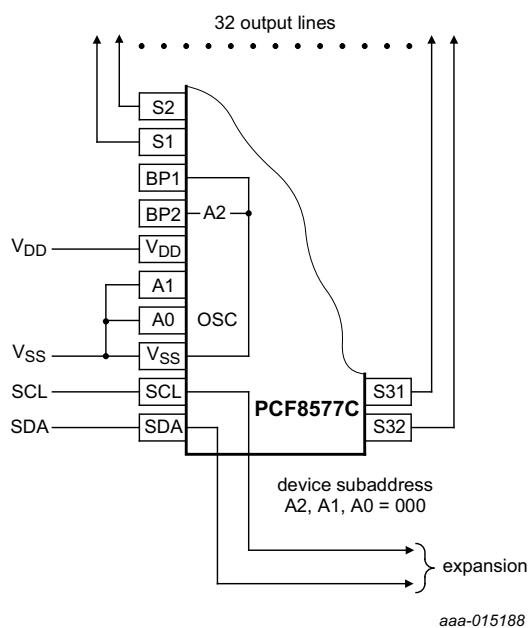 32 output lines
S2
S1
BP1
BP2 A2
VDD VDD
A1
A0 OSC
VSS VSS
SCL SCL
PCF8577C
S31
SDA SDA
S32
device subaddress
A2, A1, A0 = 000
expansion
aaa-015188